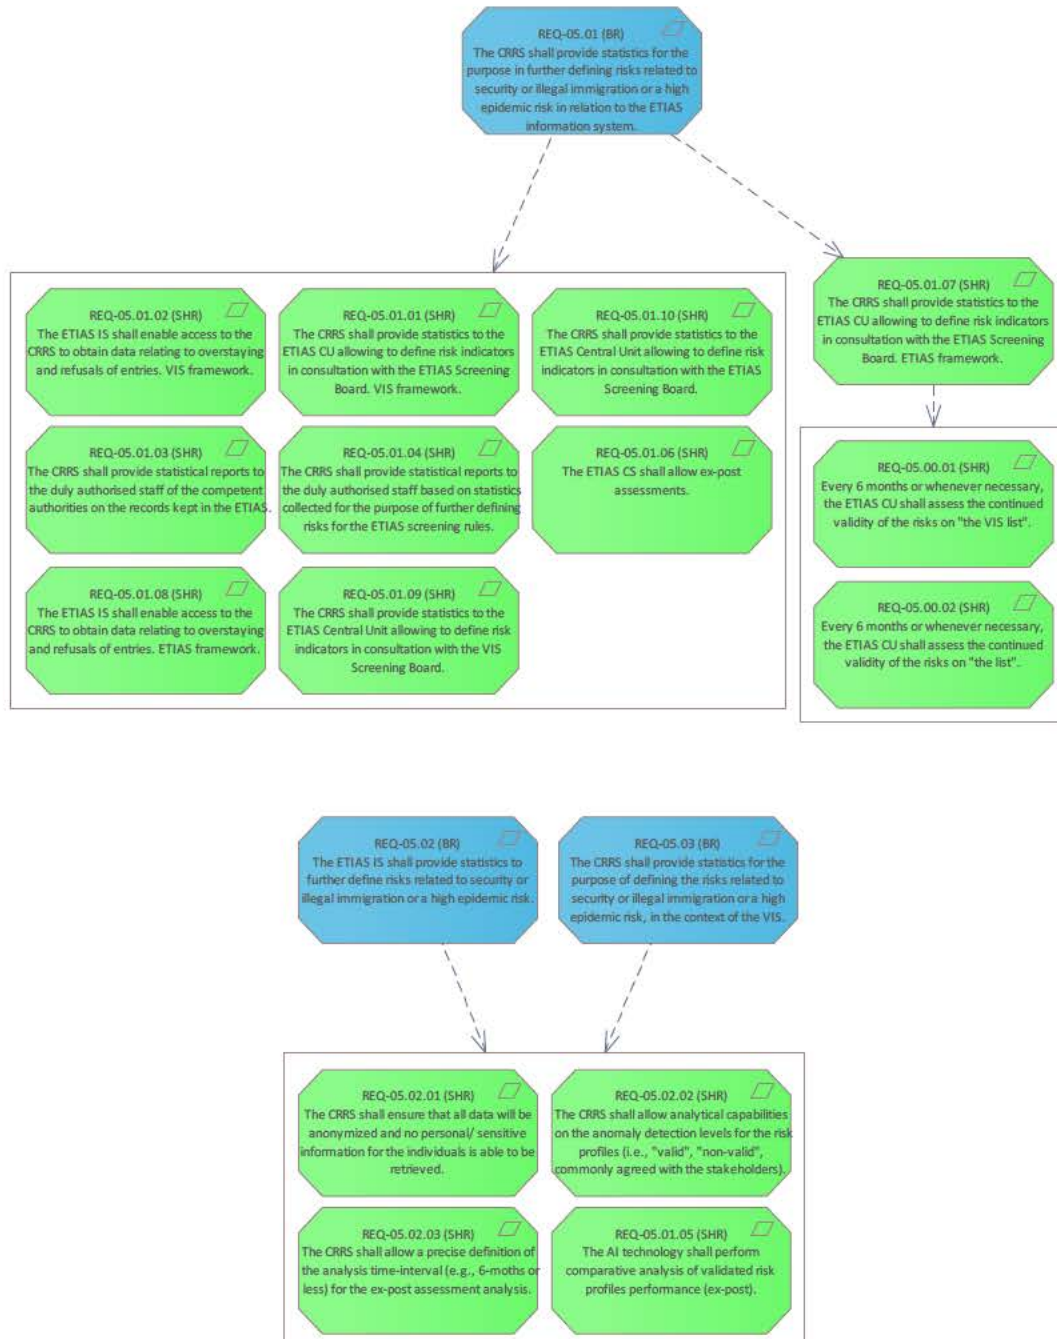 REQ-05.01 (BR)
The CRRS shall provide statistics for the
purpose in further defining risks related to
security or illegal immigration or a high
epidemic risk in relation to the ETIAS
information system.
REQ-05.01.02 (SHR)
The ETIAS IS shall enable access to the
CRRS to obtain data relating to overstaying
and refusals of entries. VIS framework.
REQ-05.01.01 (SHR)
The CRRS shall provide statistics to the
ETIAS CU allowing to define risk indicators
in consultation with the ETIAS Screening
Board. VIS framework.
REQ-05.01.10 (SHR)
The CRRS shall provide statistics to the
ETIAS Central Unit allowing to define risk
indicators in consultation with the ETIAS
Screening Board.
REQ-05.01.07 (SHR)
The CRRS shall provide statistics to the
ETIAS CU allowing to define risk indicators
in consultation with the ETIAS Screening
Board. ETIAS framework.
REQ-05.01.03 (SHR)
The CRRS shall provide statistical reports to
the duly authorised staff of the competent
authorities on the records kept in the ETIAS.
REQ-05.01.04 (SHR)
The CRRS shall provide statistical reports to
the duly authorised staff based on statistics
collected for the purpose of further defining
risks for the ETIAS screening rules.
REQ-05.01.06 (SHR)
The ETIAS CS shall allow ex-post
assessments.
REQ-05.00.01 (SHR)
Every 6 months or whenever necessary,
the ETIAS CU shall assess the continued
validity of the risks on "the VIS list".
REQ-05.01.08 (SHR)
The ETIAS IS shall enable access to the
CRRS to obtain data relating to overstaying
and refusals of entries. ETIAS framework.
REQ-05.01.09 (SHR)
The CRRS shall provide statistics to the
ETIAS Central Unit allowing to define risk
indicators in consultation with the VIS
Screening Board.
REQ-05.00.02 (SHR)
Every 6 months or whenever necessary,
the ETIAS CU shall assess the continued
validity of the risks on "the list".
REQ-05.02 (BR)
The ETIAS IS shall provide statistics to
further define risks related to security or
illegal immigration or a high epidemic risk.
REQ-05.03 (BR)
The CRRS shall provide statistics for the
purpose of defining the risks related to
security or illegal immigration or a high
epidemic risk, in the context of the VIS.
REQ-05.02.01 (SHR)
The CRRS shall ensure that all data will be
anonymized and no personal/ sensitive
information for the individuals is able to be
retrieved.
REQ-05.02.02 (SHR)
The CRRS shall allow analytical capabilities
on the anomaly detection levels for the risk
profiles (i.e., "valid", "non-valid",
commonly agreed with the stakeholders).
REQ-05.02.03 (SHR)
The CRRS shall allow a precise definition of
the analysis time-interval (e.g., 6-moths or
less) for the ex-post assessment analysis.
REQ-05.01.05 (SHR)
The AI technology shall perform
comparative analysis of validated risk
profiles performance (ex-post).